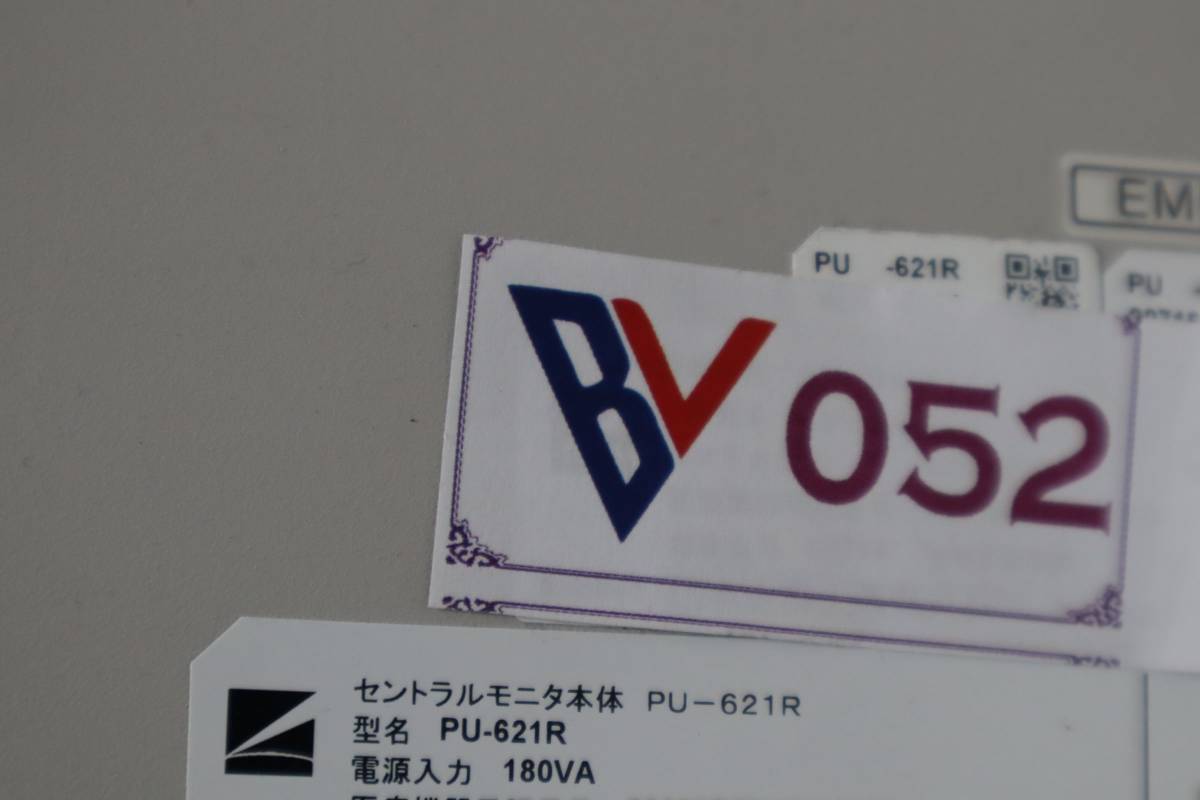 EM
PU -621R
PU
BV 052
セントラルモニタ本体 PU-621R
型名 PU-621R
電源入力 180VA